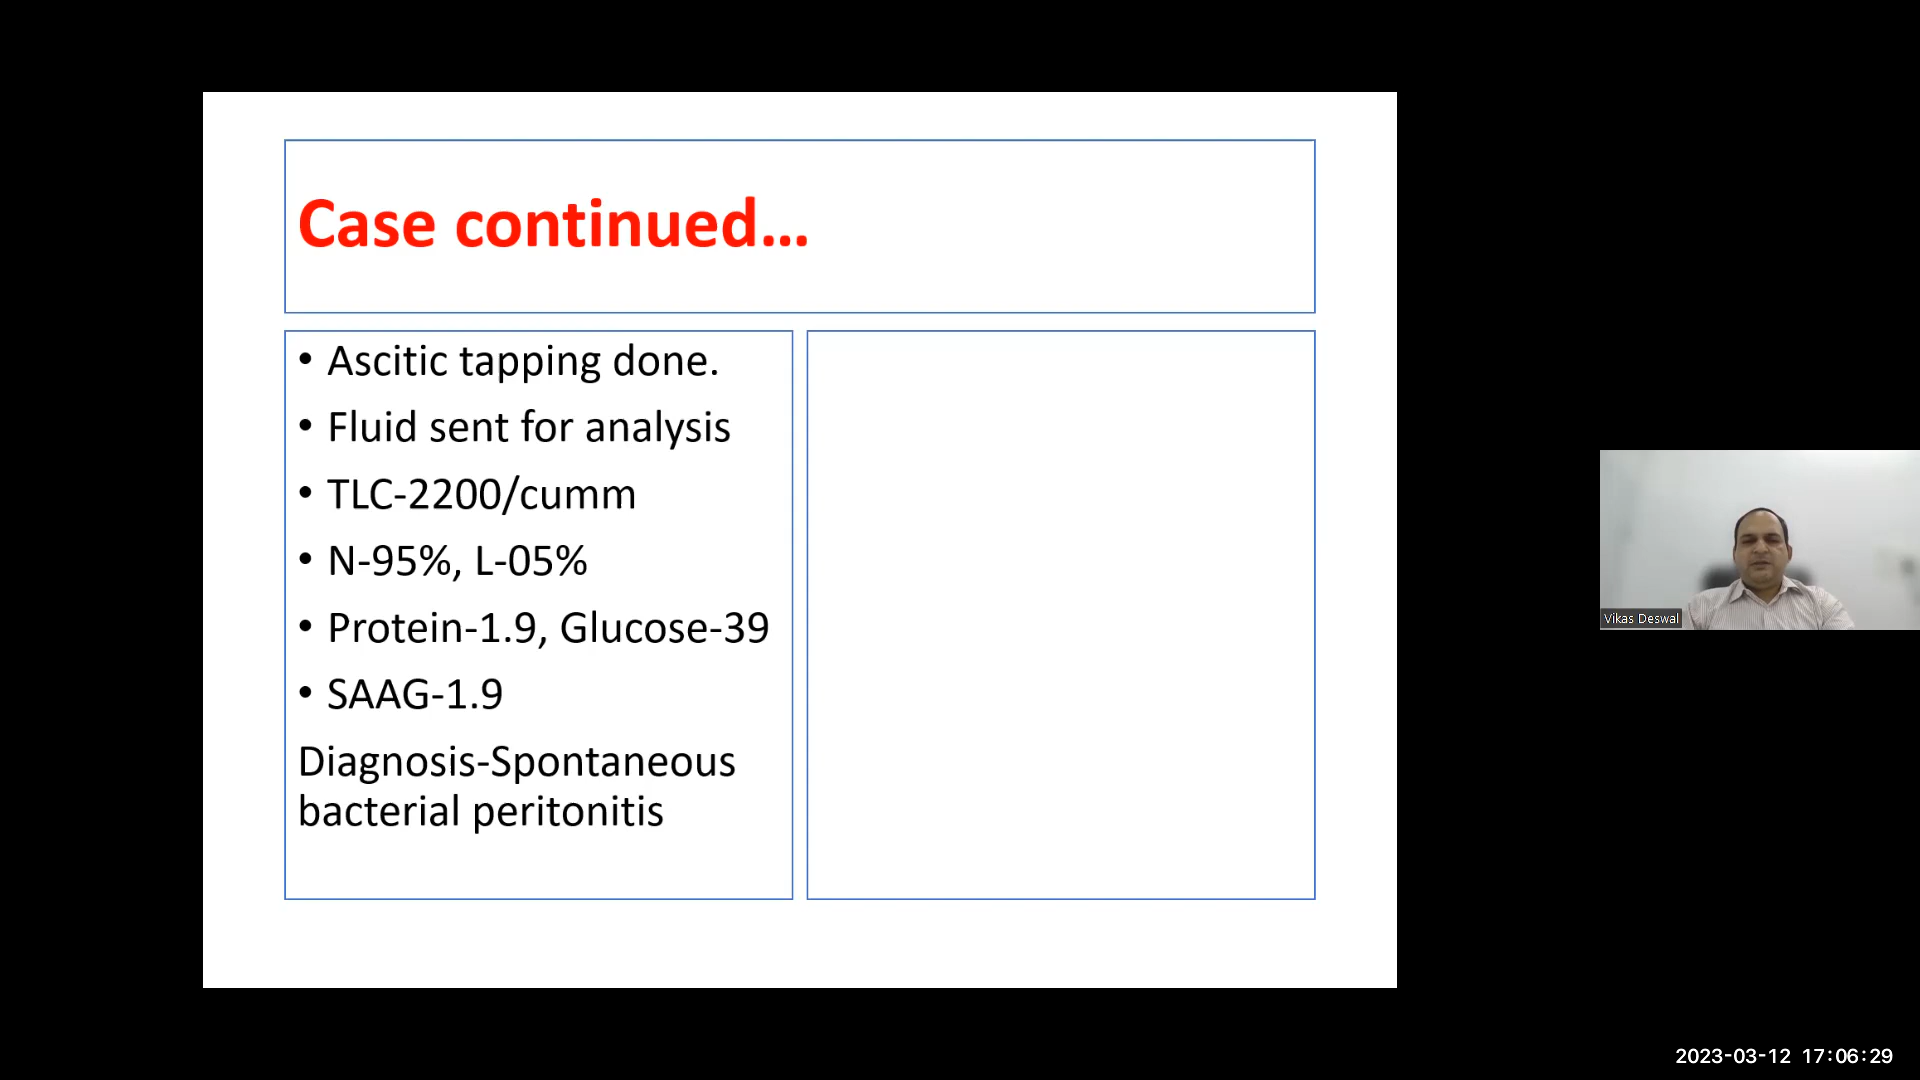 Case continued...
• Ascitic tapping done.
• Fluid sent for analysis
• TLC-2200/cumm
• N-95%, L-05%
• Protein-1.9, Glucose-39
• SAAG-1.9
Diagnosis-Spontaneous
bacterial peritonitis
Vikas Deswal
2023-03-12 17:06:29